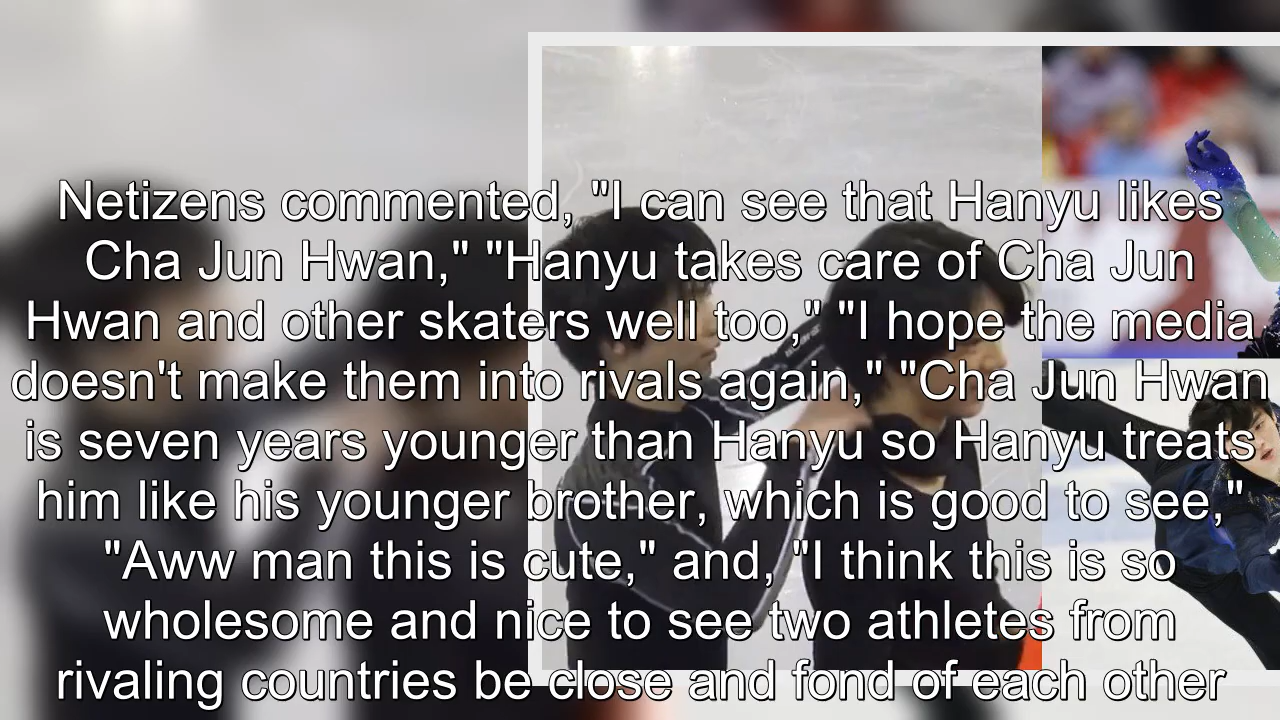 Netizens commented, "I can see that Hanyu likes
Cha Jun Hwan," "Hanyu takes care of Cha Jun
Hwan and other skaters well too," "I hope the media
doesn't make them into rivals again," "Cha Jun Hwan
is seven years younger than Hanyu so Hanyu treats
him like his younger brother, which is good to see,"
"Aww man this is cute," and, "I think this is so
wholesome and nice to see two athletes from
rivaling countries be close and fond of each other